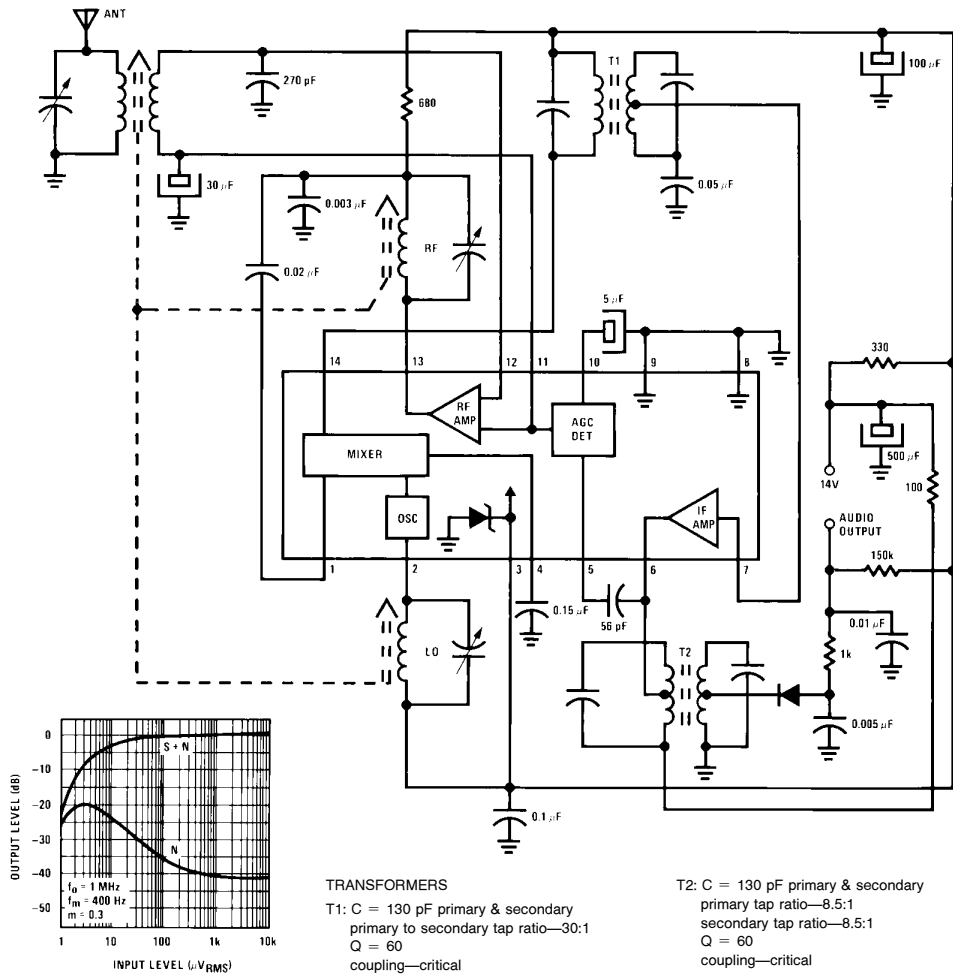 ANT
T1
270 pF
100 μF
680
30 μF
0.003 μF
0.05 μF
RF
0.02 μF
5 μF
14
13
12
11
10
9
8
330
RF
AMP
AGC
DET
MIXER
500 μF
14V
100
OSC
IF
AMP
AUDIO
OUTPUT
1
2
3
4
5
6
7
150k
0.15 μF
56 pF
0.01 μF
LO
T2
1k
0.005 μF
0.1 μF
OUTPUT LEVEL (dB)
0
−10
−20
−30
−40
−50
S + N
N
fo = 1 MHz
fm = 400 Hz
m = 0.3
1
10
100
1k
10k
INPUT LEVEL (μVRMS)
TRANSFORMERS
T1: C = 130 pF primary & secondary
primary to secondary tap ratio—30:1
Q = 60
coupling—critical
T2: C = 130 pF primary & secondary
primary tap ratio—8.5:1
secondary tap ratio—8.5:1
Q = 60
coupling—critical